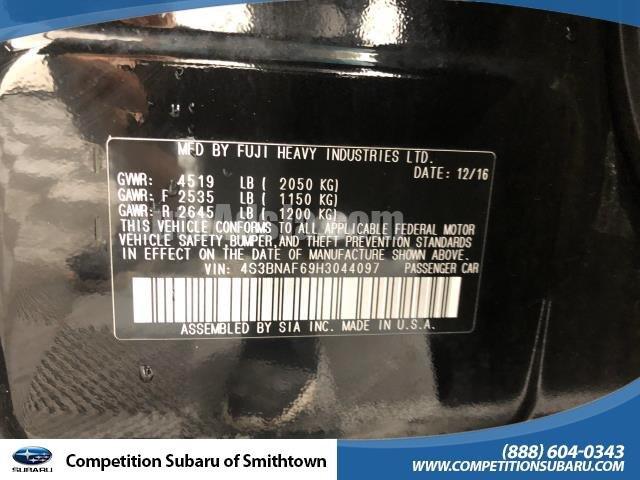 MFD BY FUJI HEAVY INDUSTRIES LTD.
DATE: 12/16
GVWR: 4519 LB ( 2050 KG)
GAWR: F 2535 LB ( 1150 KG)
GAWR: R 2645 LB ( 1200 KG)
THIS VEHICLE CONFORMS TO ALL APPLICABLE FEDERAL MOTOR
VEHICLE SAFETY, BUMPER, AND THEFT PREVENTION STANDARDS
IN EFFECT ON THE DATE OF MANUFACTURE SHOWN ABOVE.
VIN: 4S3BNAF69H3044097 PASSENGER CAR
ASSEMBLED BY SIA INC. MADE IN U.S.A.
SUBARU
Competition Subaru of Smithtown
(888) 604-0343
WWW.COMPETITIONSUBARU.COM